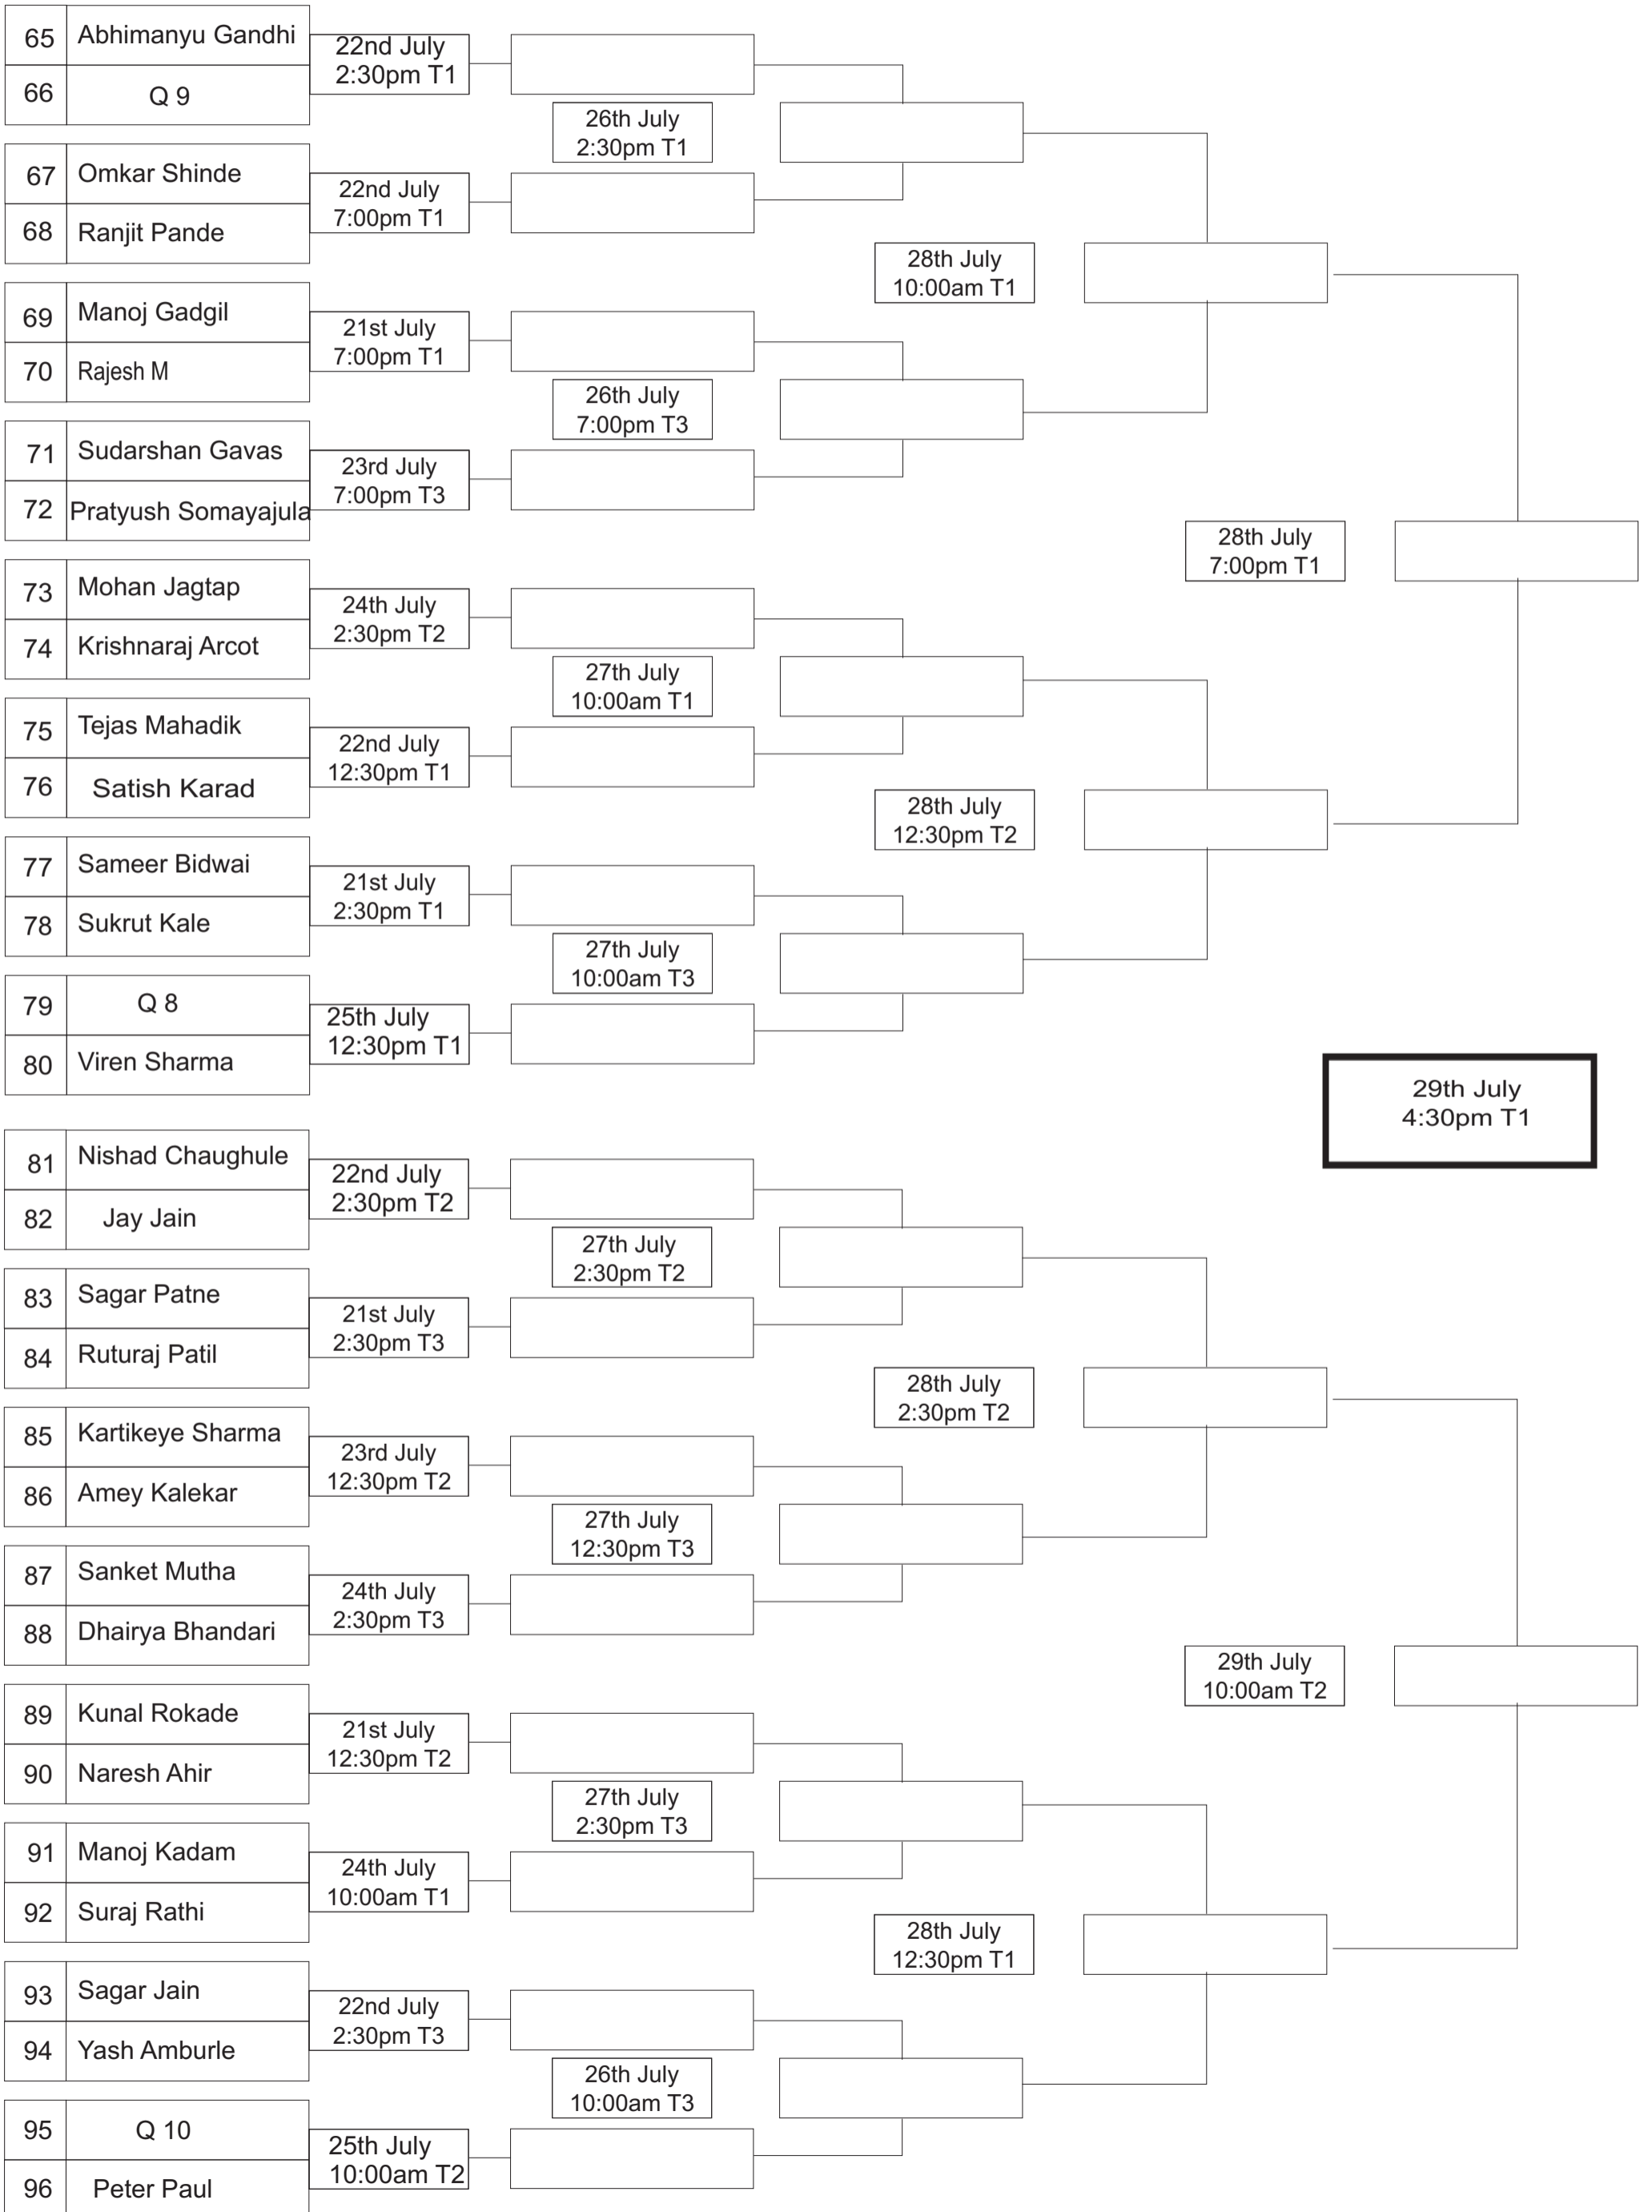 65 Abhimanyu Gandhi
22nd July
2:30pm T1
66 Q 9
26th July
2:30pm T1
67 Omkar Shinde
22nd July
7:00pm T1
68 Ranjit Pande
28th July
10:00am T1
69 Manoj Gadgil
21st July
7:00pm T1
70 Rajesh M
26th July
7:00pm T3
71 Sudarshan Gavas
23rd July
7:00pm T3
72 Pratyush Somayajula
28th July
7:00pm T1
73 Mohan Jagtap
24th July
2:30pm T2
74 Krishnaraj Arcot
27th July
10:00am T1
75 Tejas Mahadik
22nd July
12:30pm T1
76 Satish Karad
28th July
12:30pm T2
77 Sameer Bidwai
21st July
2:30pm T1
78 Sukrut Kale
27th July
10:00am T3
79 Q 8
25th July
12:30pm T1
80 Viren Sharma
29th July
4:30pm T1
81 Nishad Chaughule
22nd July
2:30pm T2
82 Jay Jain
27th July
2:30pm T2
83 Sagar Patne
21st July
2:30pm T3
84 Ruturaj Patil
28th July
2:30pm T2
85 Kartikeye Sharma
23rd July
12:30pm T2
86 Amey Kalekar
27th July
12:30pm T3
87 Sanket Mutha
24th July
2:30pm T3
88 Dhairya Bhandari
29th July
10:00am T2
89 Kunal Rokade
21st July
12:30pm T2
90 Naresh Ahir
27th July
2:30pm T3
91 Manoj Kadam
24th July
10:00am T1
92 Suraj Rathi
28th July
12:30pm T1
93 Sagar Jain
22nd July
2:30pm T3
94 Yash Amburle
26th July
10:00am T3
95 Q 10
25th July
10:00am T2
96 Peter Paul